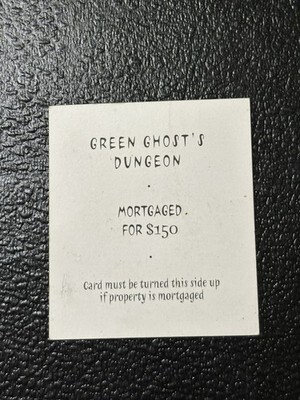 GREEN GHOST'S
DUNGEON
MORTGAGED.
FOR $150
Card must be turned this side up
if property is mortgaged